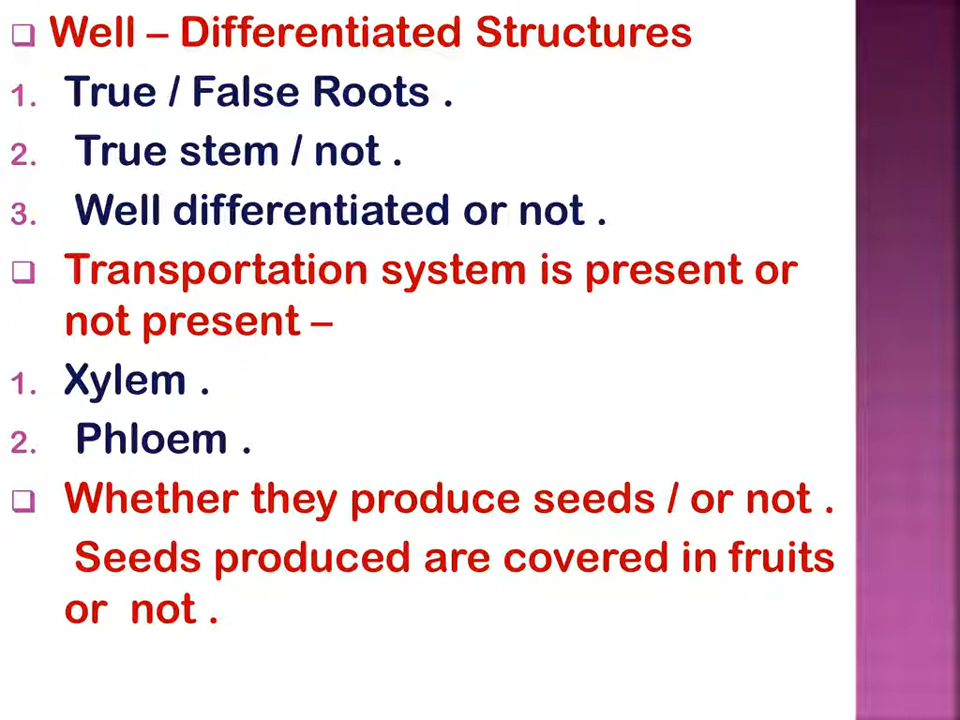 ❑ Well – Differentiated Structures
1. True / False Roots .
2. True stem / not .
3. Well differentiated or not .
❑ Transportation system is present or
not present –
1. Xylem .
2. Phloem .
❑ Whether they produce seeds / or not .
Seeds produced are covered in fruits
or not .